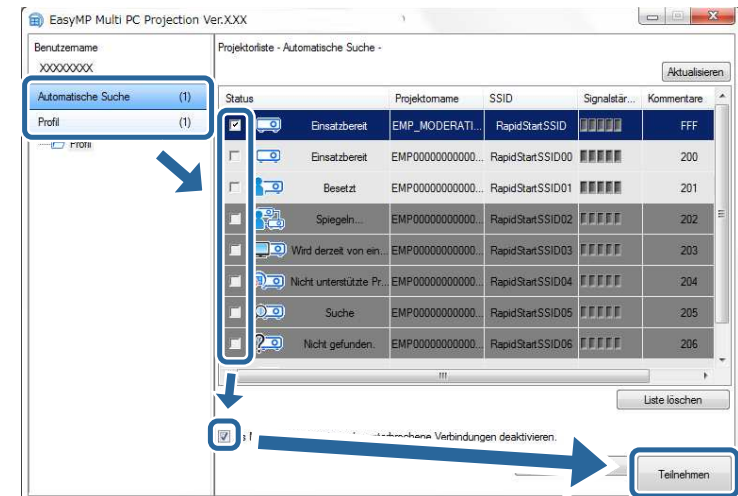 EasyMP Multi PC Projection Ver.XXX
Benutzername
XXXXXXXX
Projektorliste - Automatische Suche -
Aktualisieren
Automatische Suche (1)
Profil (1)
Profil
Status Projektorname SSID Signalstär... Kommentare
Einsatzbereit EMP_MODERATI... RapidStartSSID FFF
Einsatzbereit EMP00000000000... RapidStartSSID00 200
Besetzt EMP00000000000... RapidStartSSID01 201
Spiegeln... EMP00000000000... RapidStartSSID02 202
Wird derzeit von ein... EMP00000000000... RapidStartSSID03 203
Nicht unterstützte Pr... EMP00000000000... RapidStartSSID04 204
Suche EMP00000000000... RapidStartSSID05 205
Nicht gefunden. EMP00000000000... RapidStartSSID06 206
Liste löschen
Verbindungen deaktivieren.
Teilnehmen